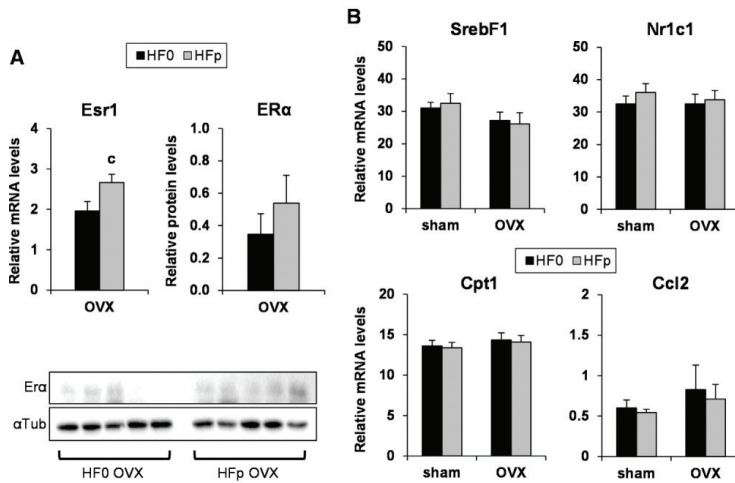 A
HF0 HFp
Esr1
ERα
Relative mRNA levels
4
3
2
1
0
c
OVX
Relative protein levels
1.0
0.8
0.6
0.4
0.2
0.0
OVX
Erα
αTub
HF0 OVX
HFp OVX
B
SrebF1
Relative mRNA levels
50
40
30
20
10
0
sham OVX
Nr1c1
50
40
30
20
10
0
sham OVX
HF0 HFp
Cpt1
Relative mRNA levels
20
15
10
5
0
sham OVX
Ccl2
2
1.5
1
0.5
0
sham OVX